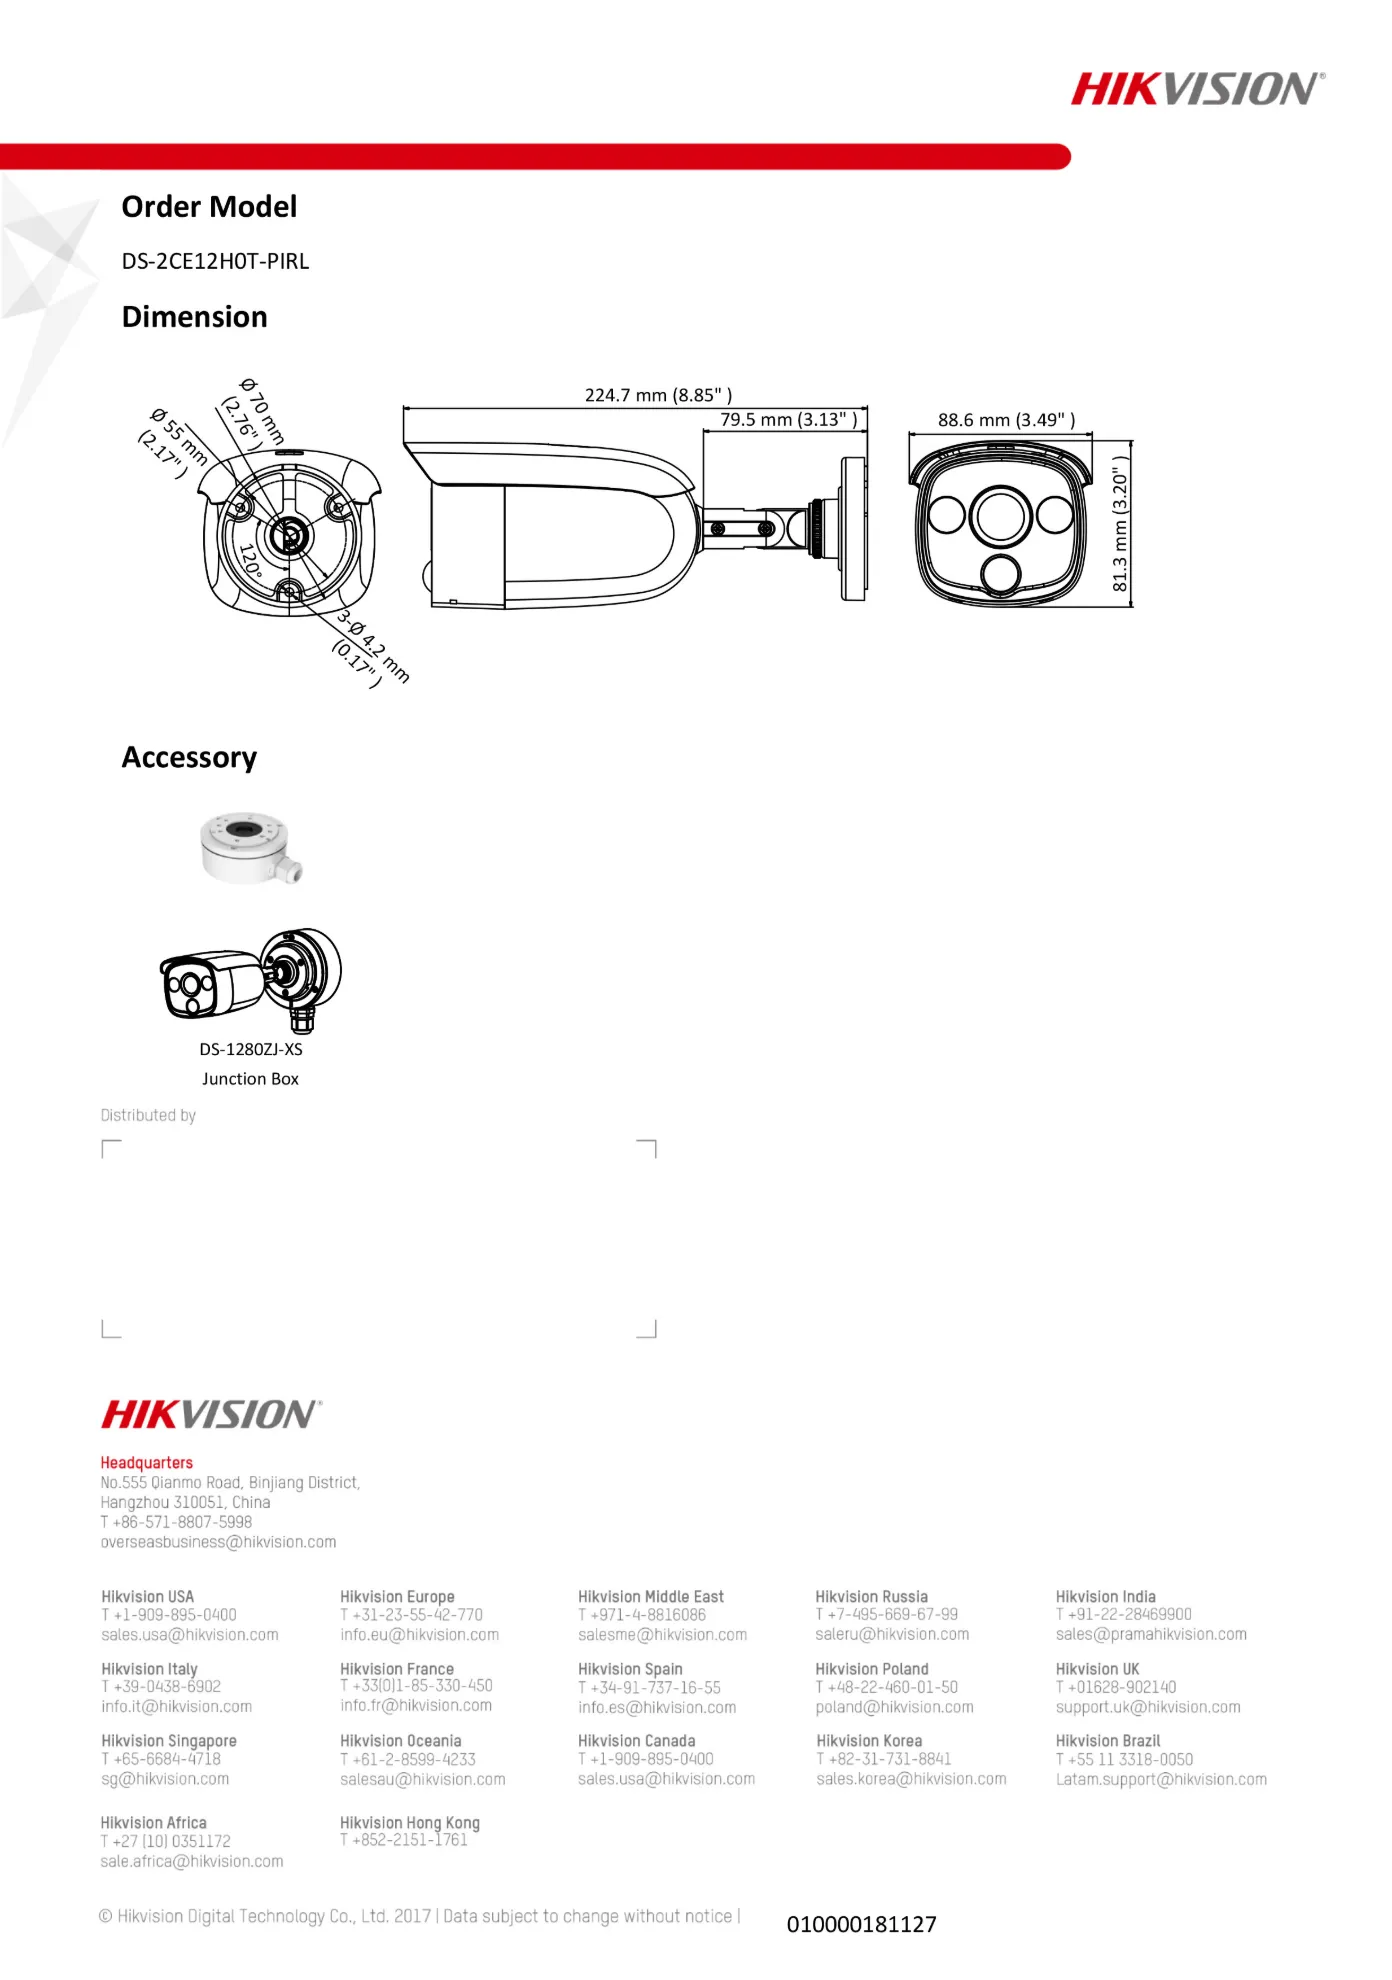 HIKVISION®
Order Model
DS-2CE12H0T-PIRL
Dimension
Ø 70 mm
(2.76" )
Ø 55 mm
(2.17" )
120°
3-Ø 4.2 mm
(0.17" )
224.7 mm (8.85" )
79.5 mm (3.13" )
88.6 mm (3.49" )
81.3 mm (3.20" )
Accessory
DS-1280ZJ-XS
Junction Box
Distributed by
HIKVISION®
Headquarters
No.555 Qianmo Road, Binjiang District,
Hangzhou 310051, China
T +86-571-8807-5998
overseasbusiness@hikvision.com
Hikvision USA
T +1-909-895-0400
sales.usa@hikvision.com
Hikvision Europe
T +31-23-55-42-770
info.eu@hikvision.com
Hikvision Middle East
T +971-4-8816086
salesme@hikvision.com
Hikvision Russia
T +7-495-669-67-99
saleru@hikvision.com
Hikvision India
T +91-22-28469900
sales@pramahikvision.com
Hikvision Italy
T +39-0438-6902
info.it@hikvision.com
Hikvision France
T +33(0)1-85-330-450
info.fr@hikvision.com
Hikvision Spain
T +34-91-737-16-55
info.es@hikvision.com
Hikvision Poland
T +48-22-460-01-50
poland@hikvision.com
Hikvision UK
T +01628-902140
support.uk@hikvision.com
Hikvision Singapore
T +65-6684-4718
sg@hikvision.com
Hikvision Oceania
T +61-2-8599-4233
salesau@hikvision.com
Hikvision Canada
T +1-909-895-0400
sales.usa@hikvision.com
Hikvision Korea
T +82-31-731-8841
sales.korea@hikvision.com
Hikvision Brazil
T +55 11 3318-0050
Latam.support@hikvision.com
Hikvision Africa
T +27 (10) 0351172
sale.africa@hikvision.com
Hikvision Hong Kong
T +852-2151-1761
© Hikvision Digital Technology Co., Ltd. 2017 | Data subject to change without notice |
010000181127